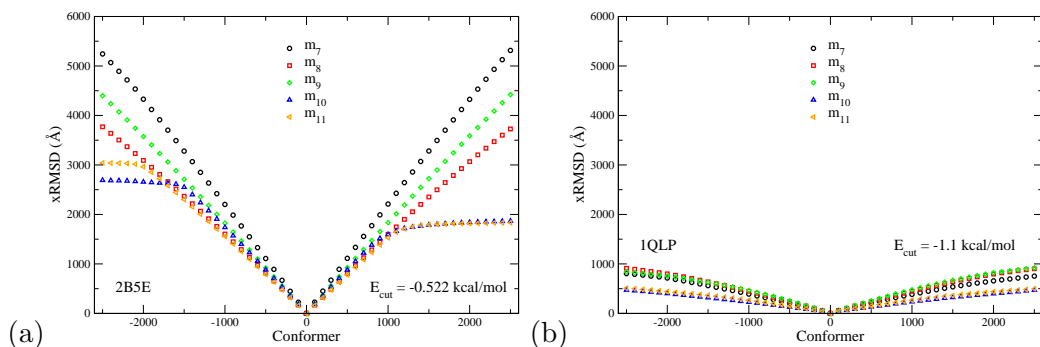 6000
5000
4000
3000
2000
1000
0
xRMSD (Å)
m7
m8
m9
m10
m11
2B5E
Ecut = -0.522 kcal/mol
-2000
-1000
0
1000
2000
Conformer
(a)
6000
5000
4000
3000
2000
1000
0
xRMSD (Å)
m7
m8
m9
m10
m11
1QLP
Ecut = -1.1 kcal/mol
-2000
-1000
0
1000
2000
Conformer
(b)